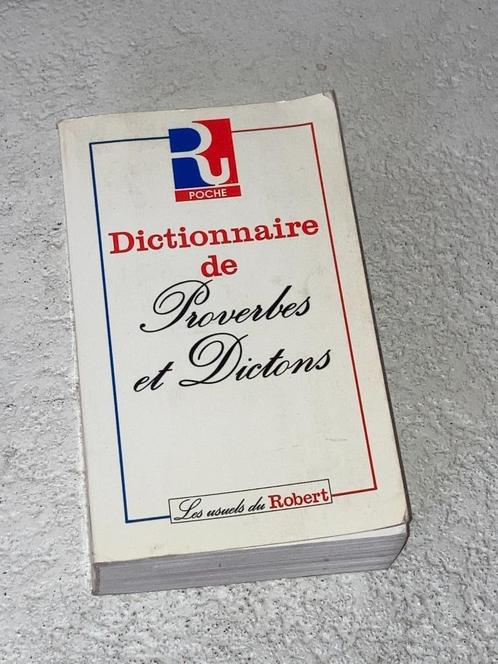 Ru
POCHE
Dictionnaire
de
Proverbes
et Dictons
Les usuels du Robert